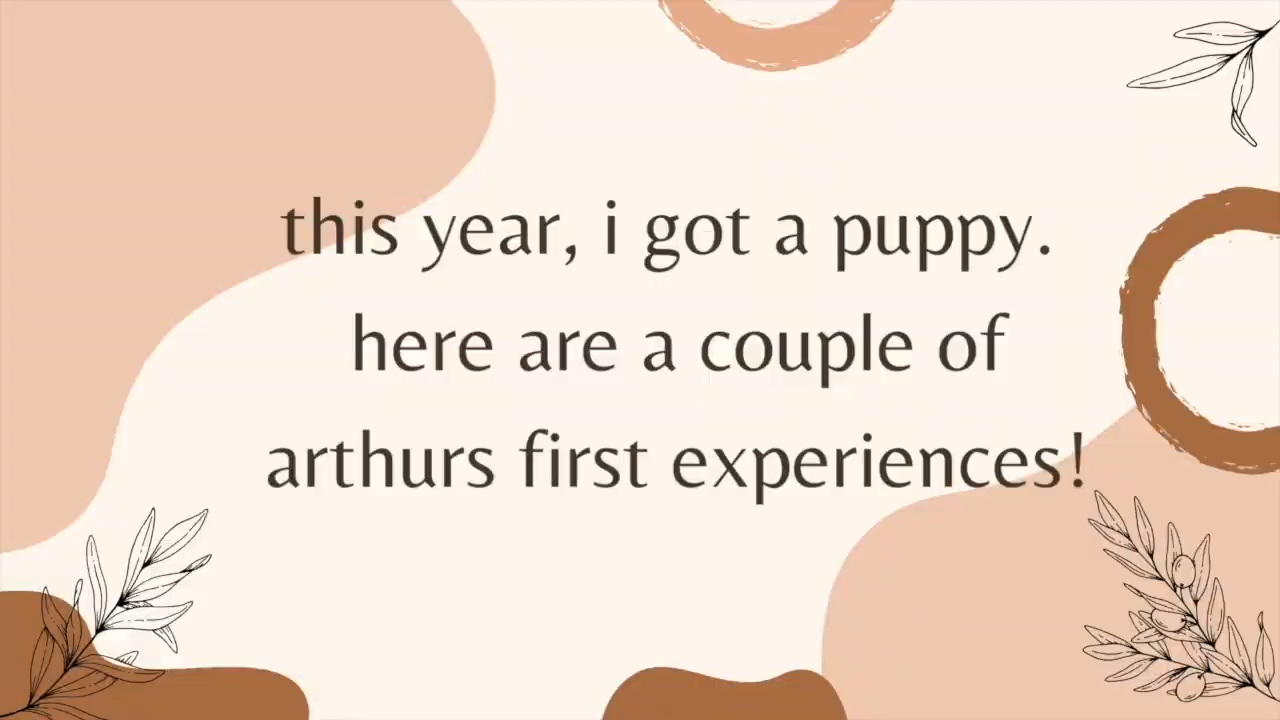 this year, i got a puppy.
here are a couple of
arthurs first experiences!